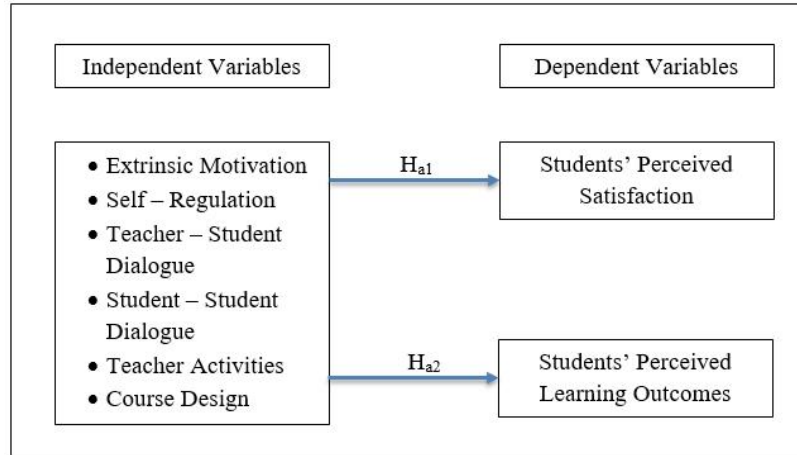 Independent Variables
Dependent Variables
• Extrinsic Motivation
• Self – Regulation
• Teacher – Student
Dialogue
• Student – Student
Dialogue
• Teacher Activities
• Course Design
Hₐ₁
Students’ Perceived
Satisfaction
Hₐ₂
Students’ Perceived
Learning Outcomes